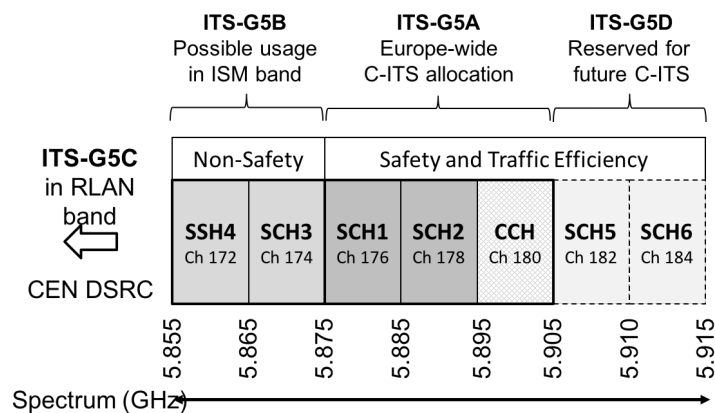 ITS-G5B
Possible usage
in ISM band
ITS-G5A
Europe-wide
C-ITS allocation
ITS-G5D
Reserved for
future C-ITS
ITS-G5C
in RLAN
band
CEN DSRC
Non-Safety
Safety and Traffic Efficiency
SSH4
Ch 172
SCH3
Ch 174
SCH1
Ch 176
SCH2
Ch 178
CCH
Ch 180
SCH5
Ch 182
SCH6
Ch 184
5.855
5.865
5.875
5.885
5.895
5.905
5.910
5.915
Spectrum (GHz)